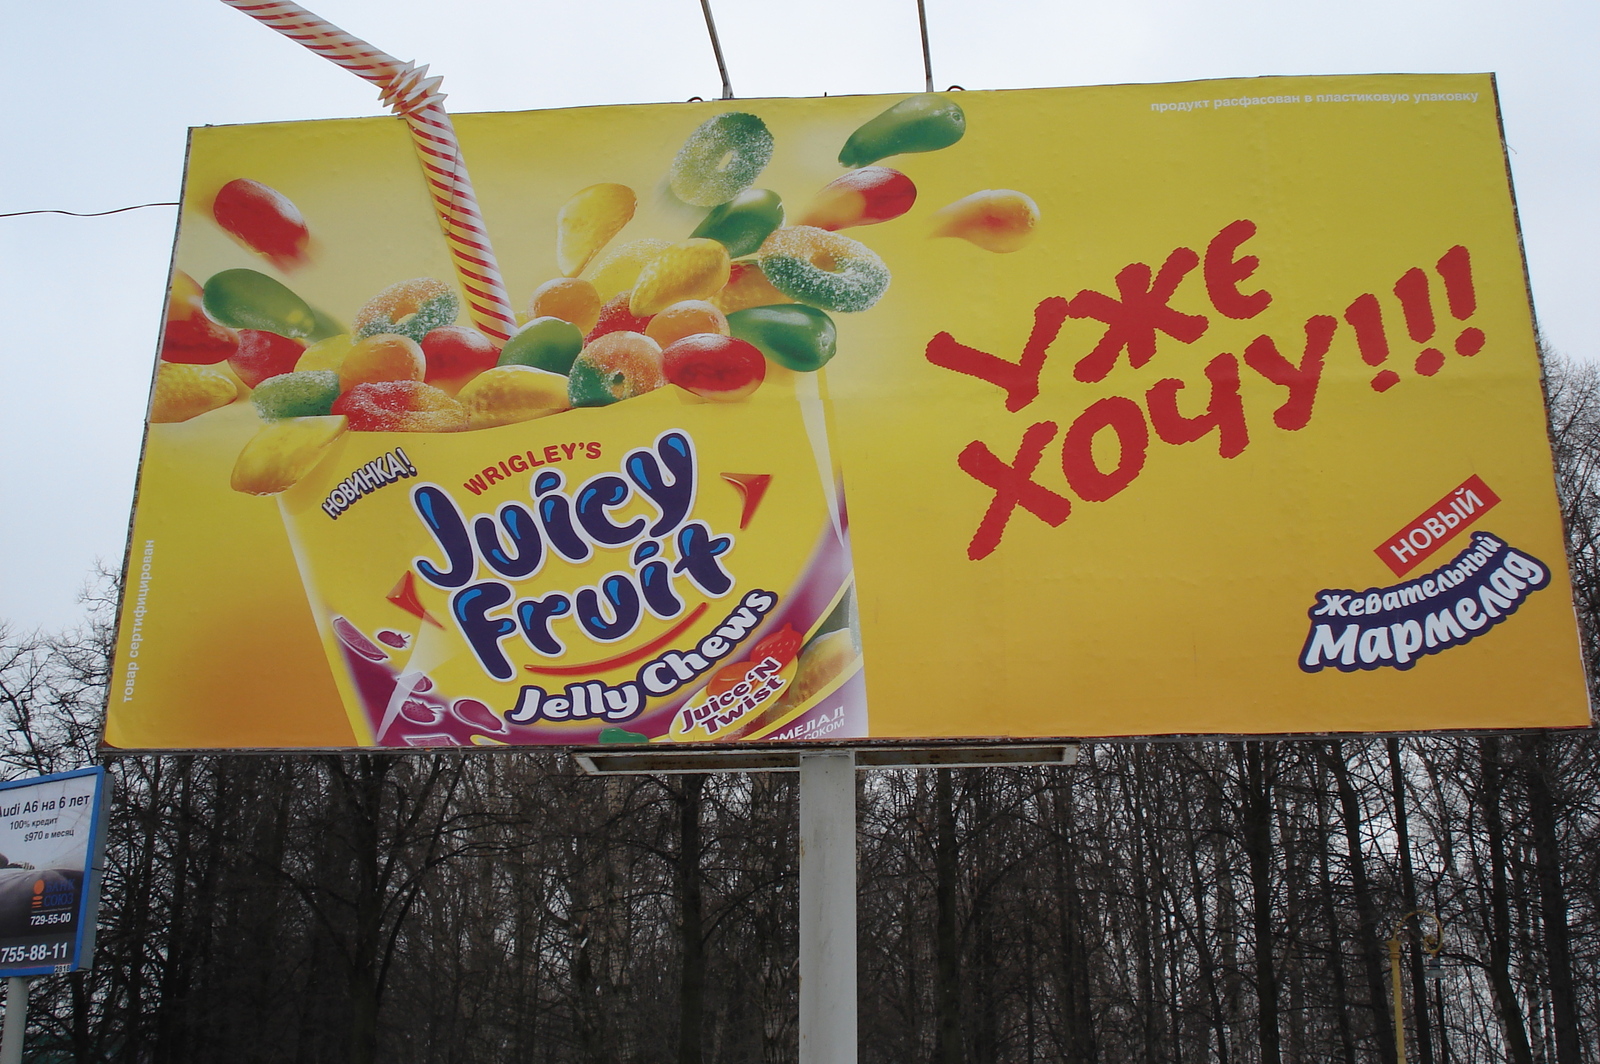 продукт расфасован в пластиковую упаковку
уже
хочу!!!
НОВИНКА!
WRIGLEY'S
Juicy
Fruit
Jelly Chews
Juice 'N
Twist
СОКОМ
товар сертифицирован
НОВЫЙ
Жевательный
Мармелад
Audi A6 на 6 лет
100% кредит
$970 в месяц
729-55-00
755-88-11